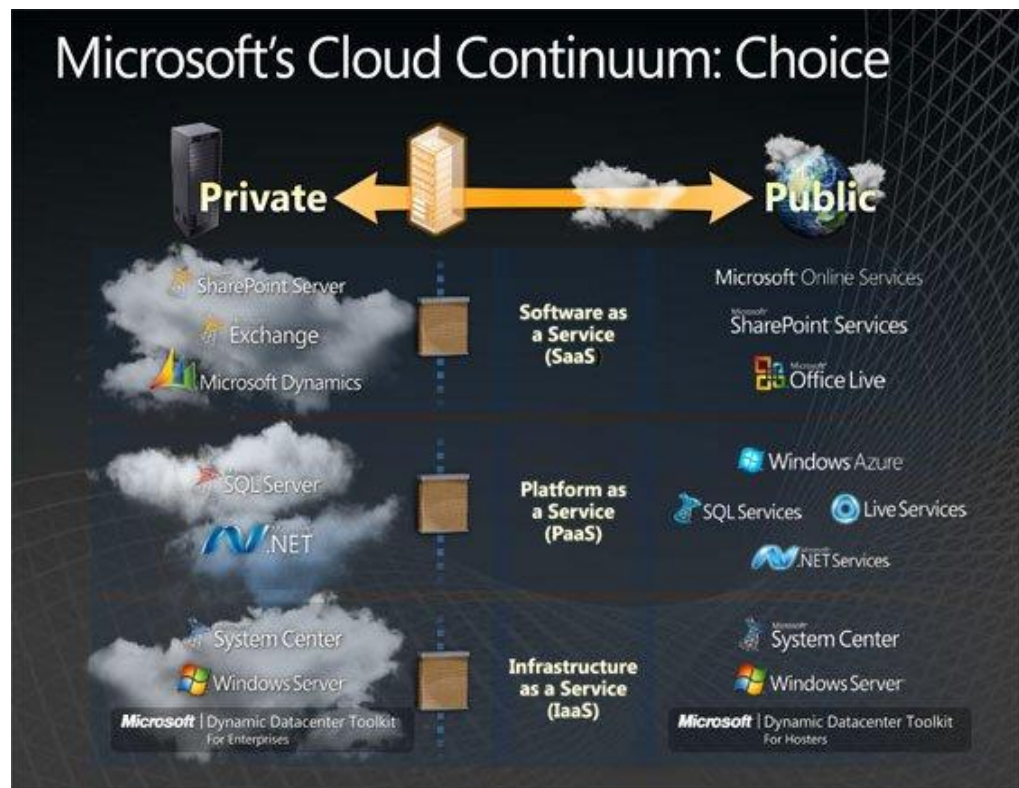 Microsoft's Cloud Continuum: Choice
Private
Public
SharePoint Server
Exchange
Microsoft Dynamics
Software as
a Service
(SaaS)
Microsoft Online Services
Microsoft
SharePoint Services
Microsoft
Office Live
SQL Server
.NET
Platform as
a Service
(PaaS)
Windows Azure
SQL Services
Live Services
.NET Services
System Center
Windows Server
Microsoft | Dynamic Datacenter Toolkit
For Enterprises
Infrastructure
as a Service
(IaaS)
Microsoft
System Center
Windows Server
Microsoft | Dynamic Datacenter Toolkit
For Hosters